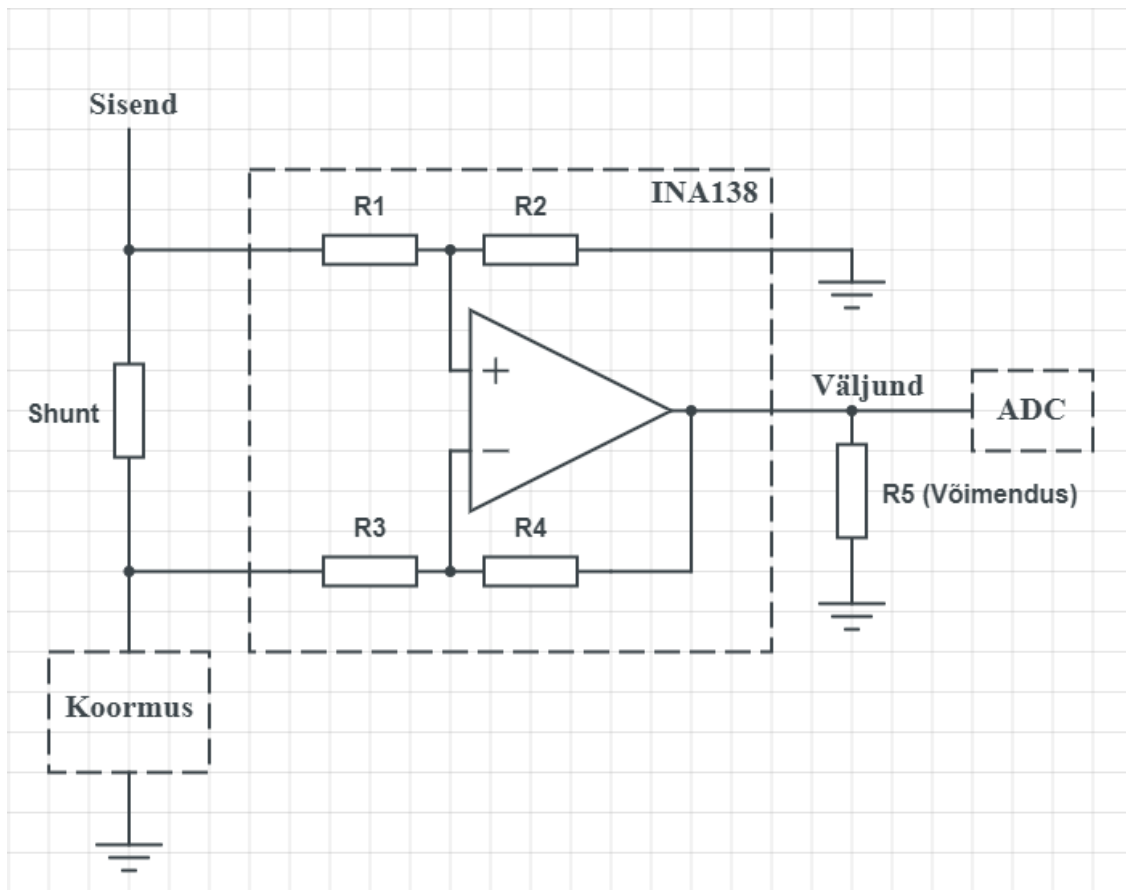 Sisend
INA138
R1
R2
+
Shunt
Väljund
ADC
−
R5 (Võimendus)
R3
R4
Koormus